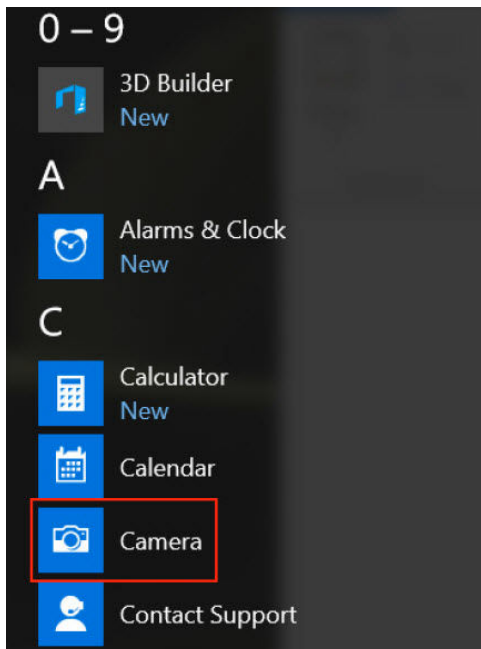 0 – 9
3D Builder
New
A
Alarms & Clock
New
C
Calculator
New
Calendar
Camera
Contact Support